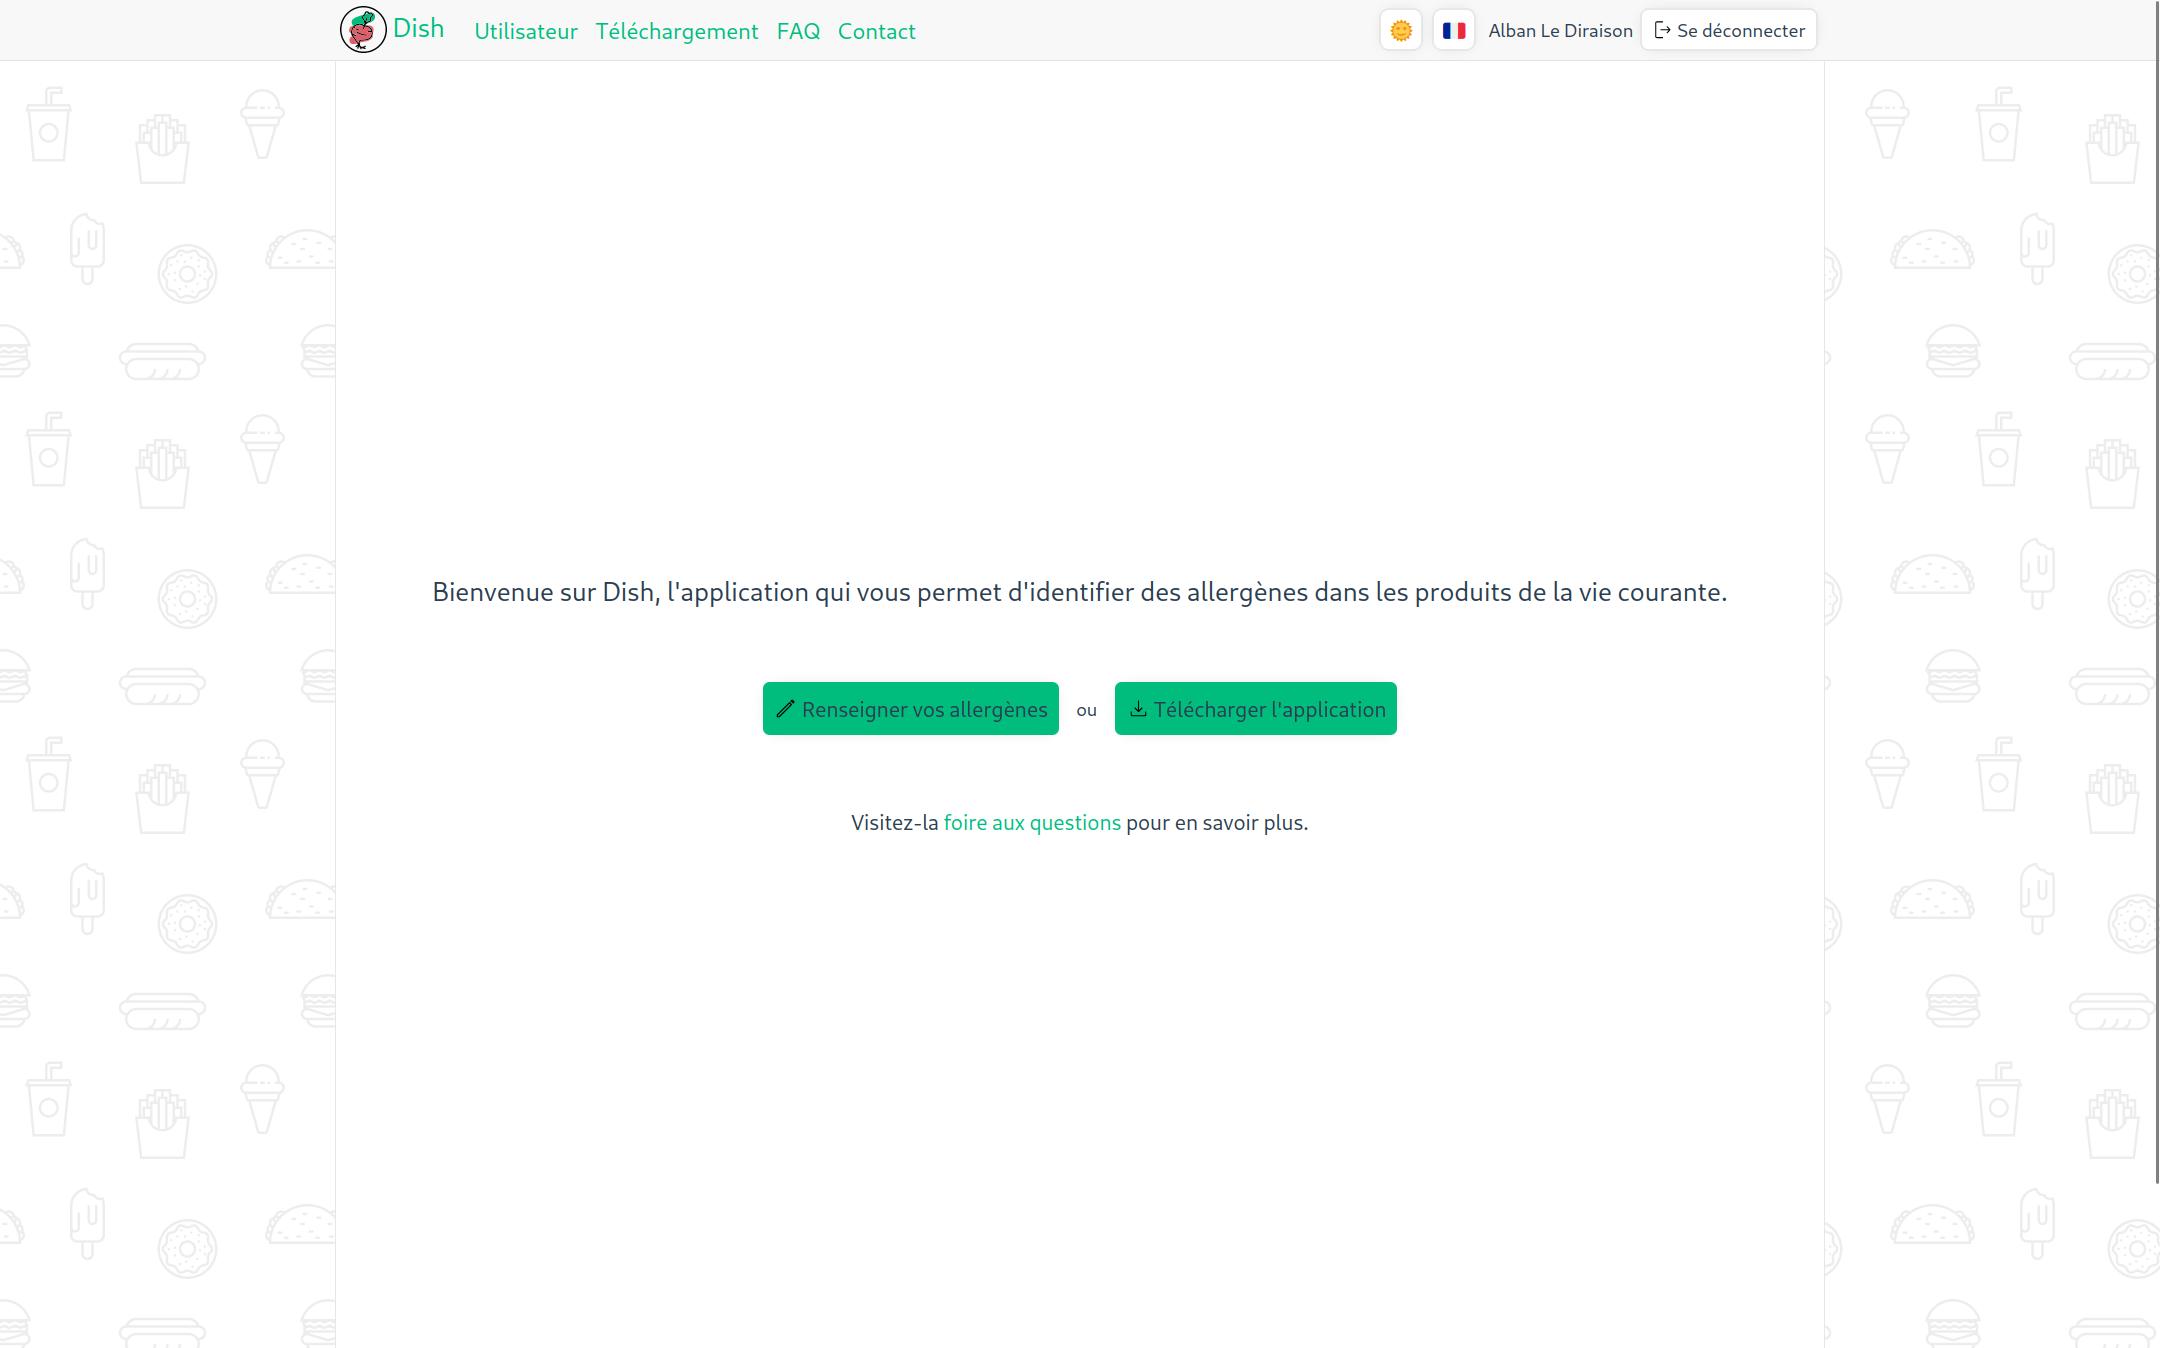 Dish Utilisateur Téléchargement FAQ Contact Alban Le Diraison Se déconnecter
Bienvenue sur Dish, l'application qui vous permet d'identifier des allergènes dans les produits de la vie courante.
Renseigner vos allergènes ou Télécharger l'application
Visitez-la foire aux questions pour en savoir plus.